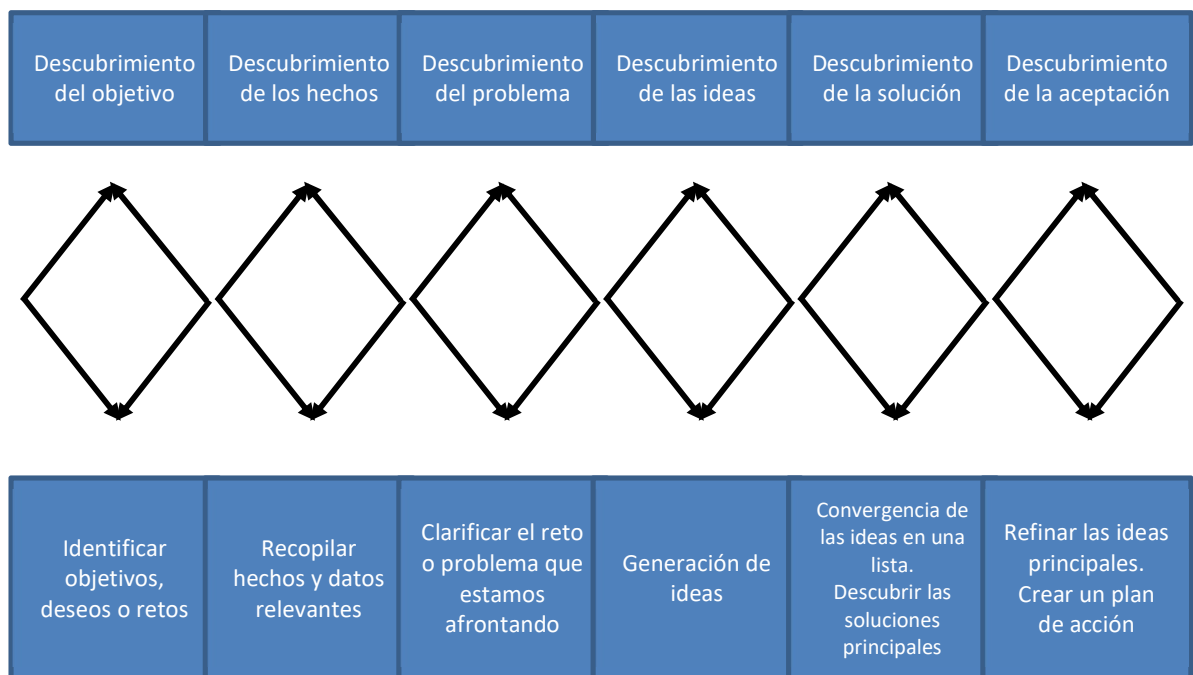 Descubrimiento
del objetivo
Descubrimiento
de los hechos
Descubrimiento
del problema
Descubrimiento
de las ideas
Descubrimiento
de la solución
Descubrimiento
de la aceptación
Identificar
objetivos,
deseos o retos
Recopilar
hechos y datos
relevantes
Clarificar el reto
o problema que
estamos
afrontando
Generación de
ideas
Convergencia de
las ideas en una
lista.
Descubrir las
soluciones
principales
Refinar las ideas
principales.
Crear un plan
de acción